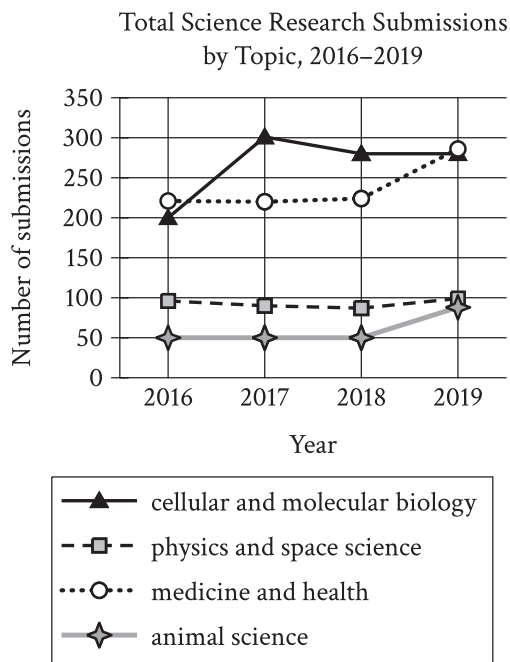 Total Science Research Submissions
by Topic, 2016–2019
Number of submissions
350
300
250
200
150
100
50
0
2016 2017 2018 2019
Year
cellular and molecular biology
physics and space science
medicine and health
animal science